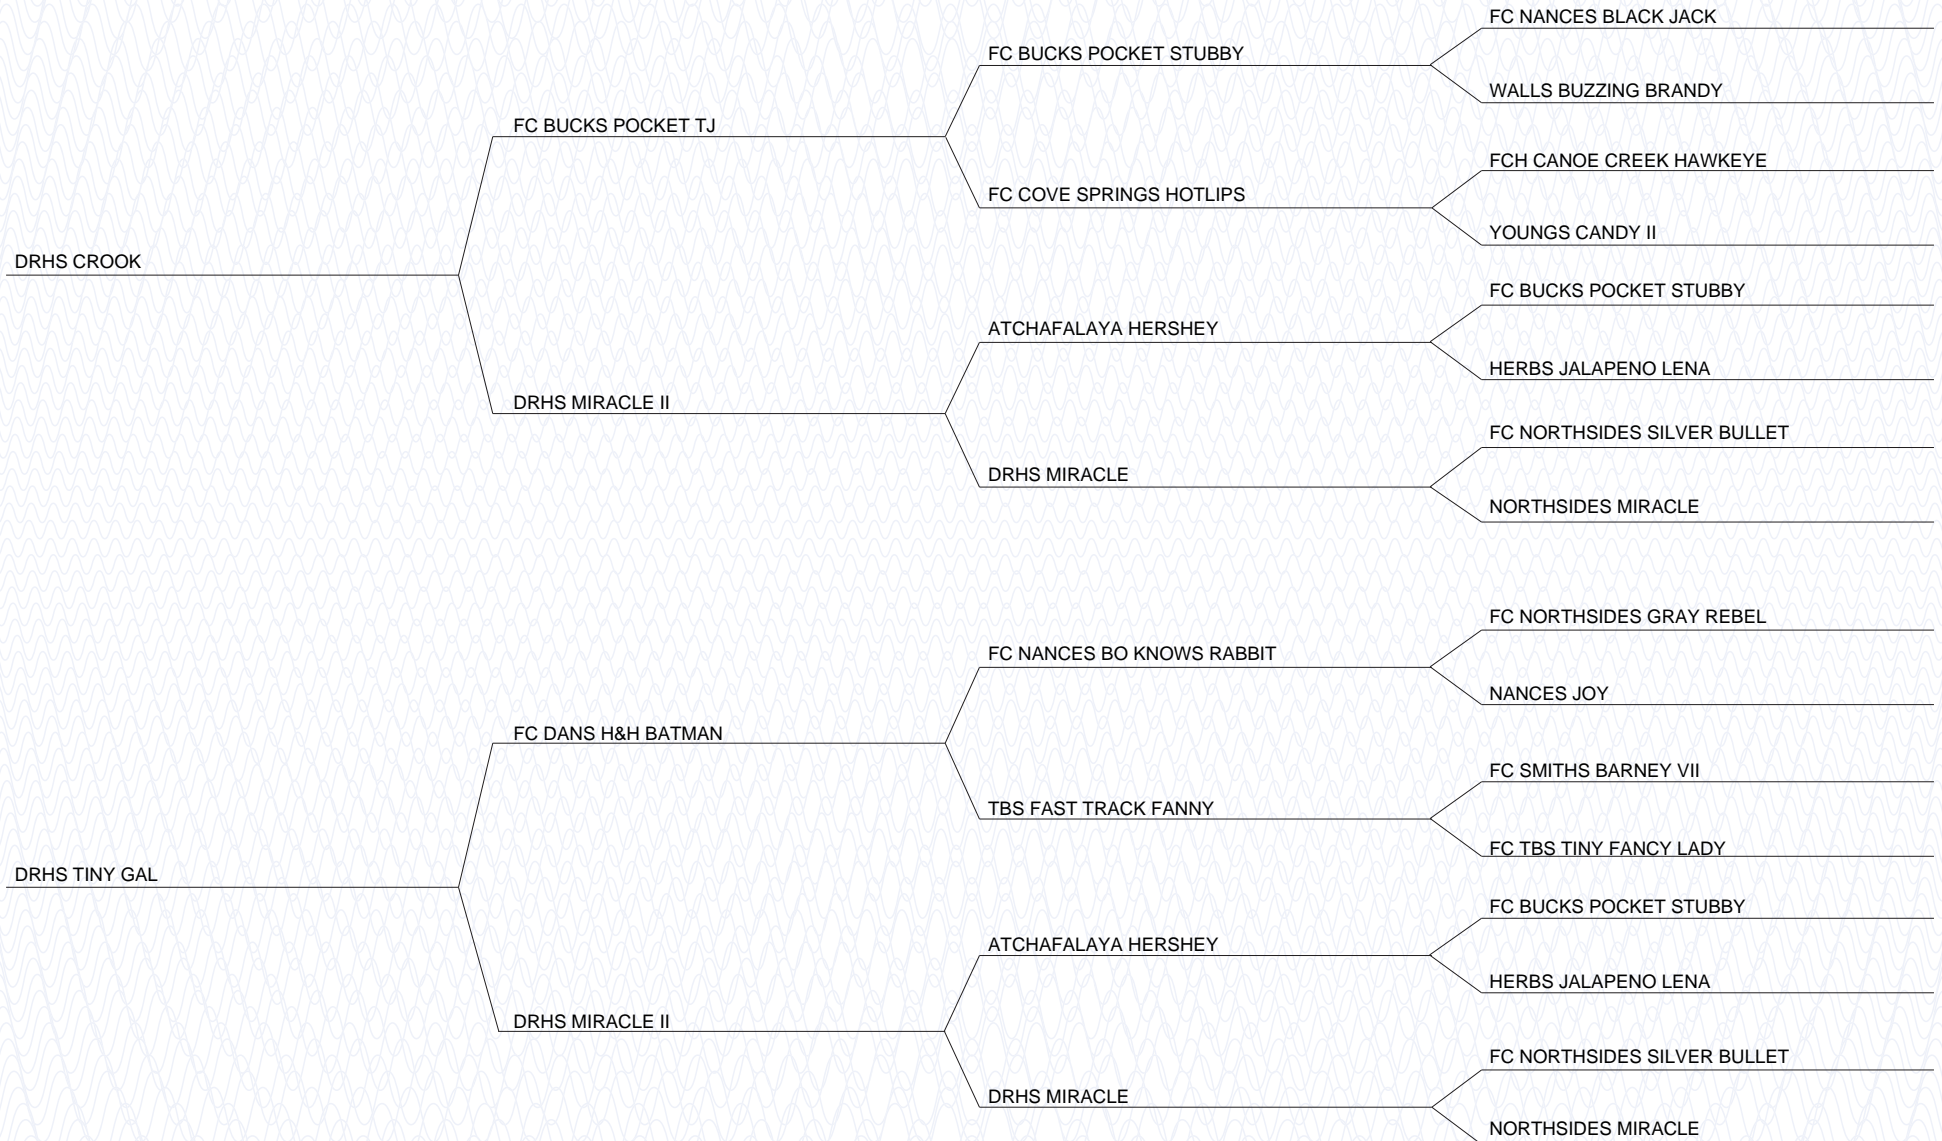 FC NANCES BLACK JACK
FC BUCKS POCKET STUBBY
WALLS BUZZING BRANDY
FC BUCKS POCKET TJ
FCH CANOE CREEK HAWKEYE
FC COVE SPRINGS HOTLIPS
YOUNGS CANDY II
DRHS CROOK
FC BUCKS POCKET STUBBY
ATCHAFALAYA HERSHEY
HERBS JALAPENO LENA
DRHS MIRACLE II
FC NORTHSIDES SILVER BULLET
DRHS MIRACLE
NORTHSIDES MIRACLE
FC NORTHSIDES GRAY REBEL
FC NANCES BO KNOWS RABBIT
NANCES JOY
FC DANS H&H BATMAN
FC SMITHS BARNEY VII
TBS FAST TRACK FANNY
FC TBS TINY FANCY LADY
DRHS TINY GAL
FC BUCKS POCKET STUBBY
ATCHAFALAYA HERSHEY
HERBS JALAPENO LENA
DRHS MIRACLE II
FC NORTHSIDES SILVER BULLET
DRHS MIRACLE
NORTHSIDES MIRACLE